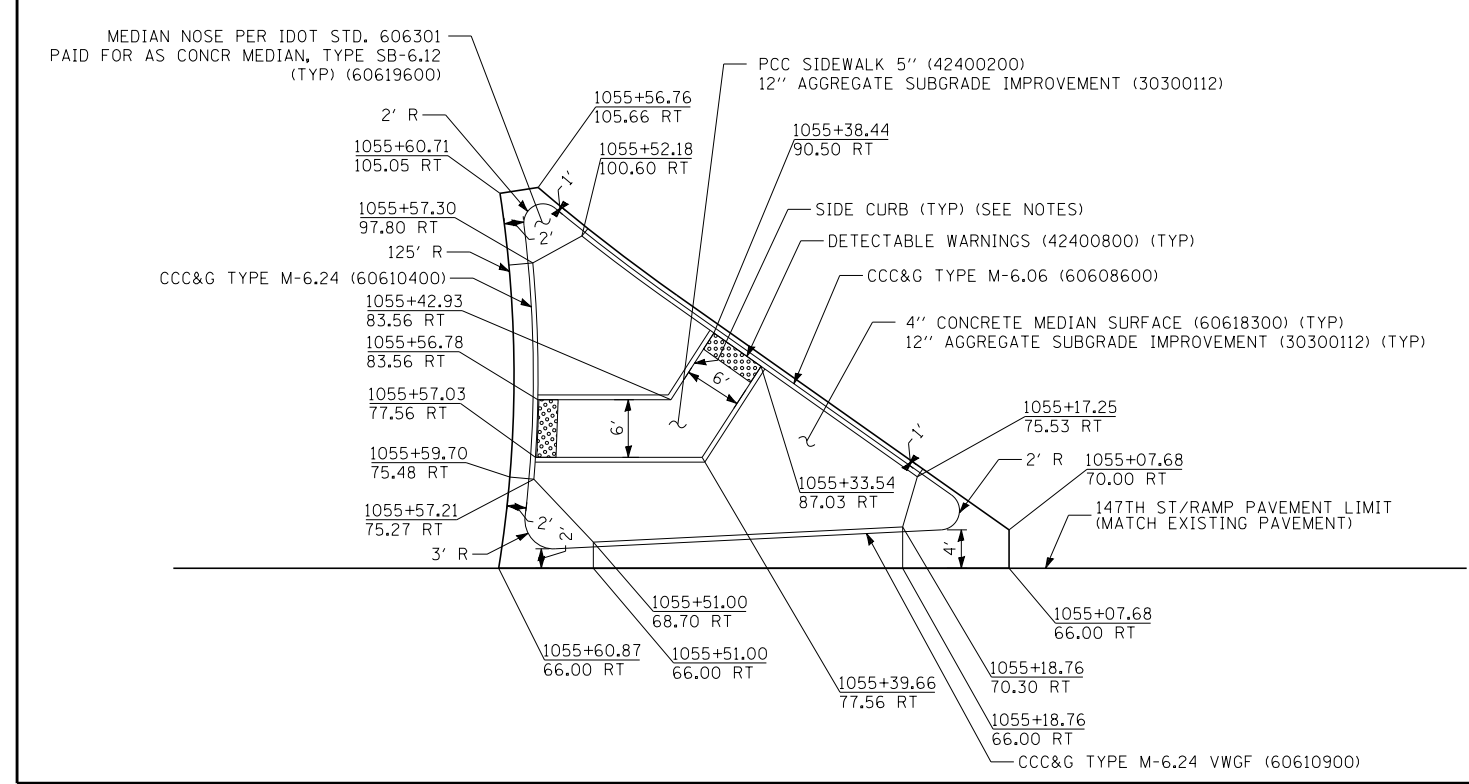 MEDIAN NOSE PER IDOT STD. 606301
PAID FOR AS CONCR MEDIAN, TYPE SB-6.12
(TYP) (60619600)
PCC SIDEWALK 5'' (42400200)
12'' AGGREGATE SUBGRADE IMPROVEMENT (30300112)
1055+56.76
105.66 RT
2' R
1055+38.44
90.50 RT
1055+60.71
105.05 RT
1055+52.18
100.60 RT
1'
1055+57.30
97.80 RT
2'
SIDE CURB (TYP) (SEE NOTES)
DETECTABLE WARNINGS (42400800) (TYP)
125' R
CCC&G TYPE M-6.24 (60610400)
CCC&G TYPE M-6.06 (60608600)
1055+42.93
83.56 RT
4'' CONCRETE MEDIAN SURFACE (60618300) (TYP)
12'' AGGREGATE SUBGRADE IMPROVEMENT (30300112) (TYP)
1055+56.78
83.56 RT
6'
1055+57.03
77.56 RT
6'
1055+17.25
75.53 RT
1'
1055+59.70
75.48 RT
2' R
1055+07.68
70.00 RT
1055+33.54
87.03 RT
1055+57.21
75.27 RT
147TH ST/RAMP PAVEMENT LIMIT
(MATCH EXISTING PAVEMENT)
2'
2'
3' R
4'
1055+51.00
68.70 RT
1055+07.68
66.00 RT
1055+60.87
66.00 RT
1055+51.00
66.00 RT
1055+18.76
70.30 RT
1055+39.66
77.56 RT
1055+18.76
66.00 RT
CCC&G TYPE M-6.24 VWGF (60610900)